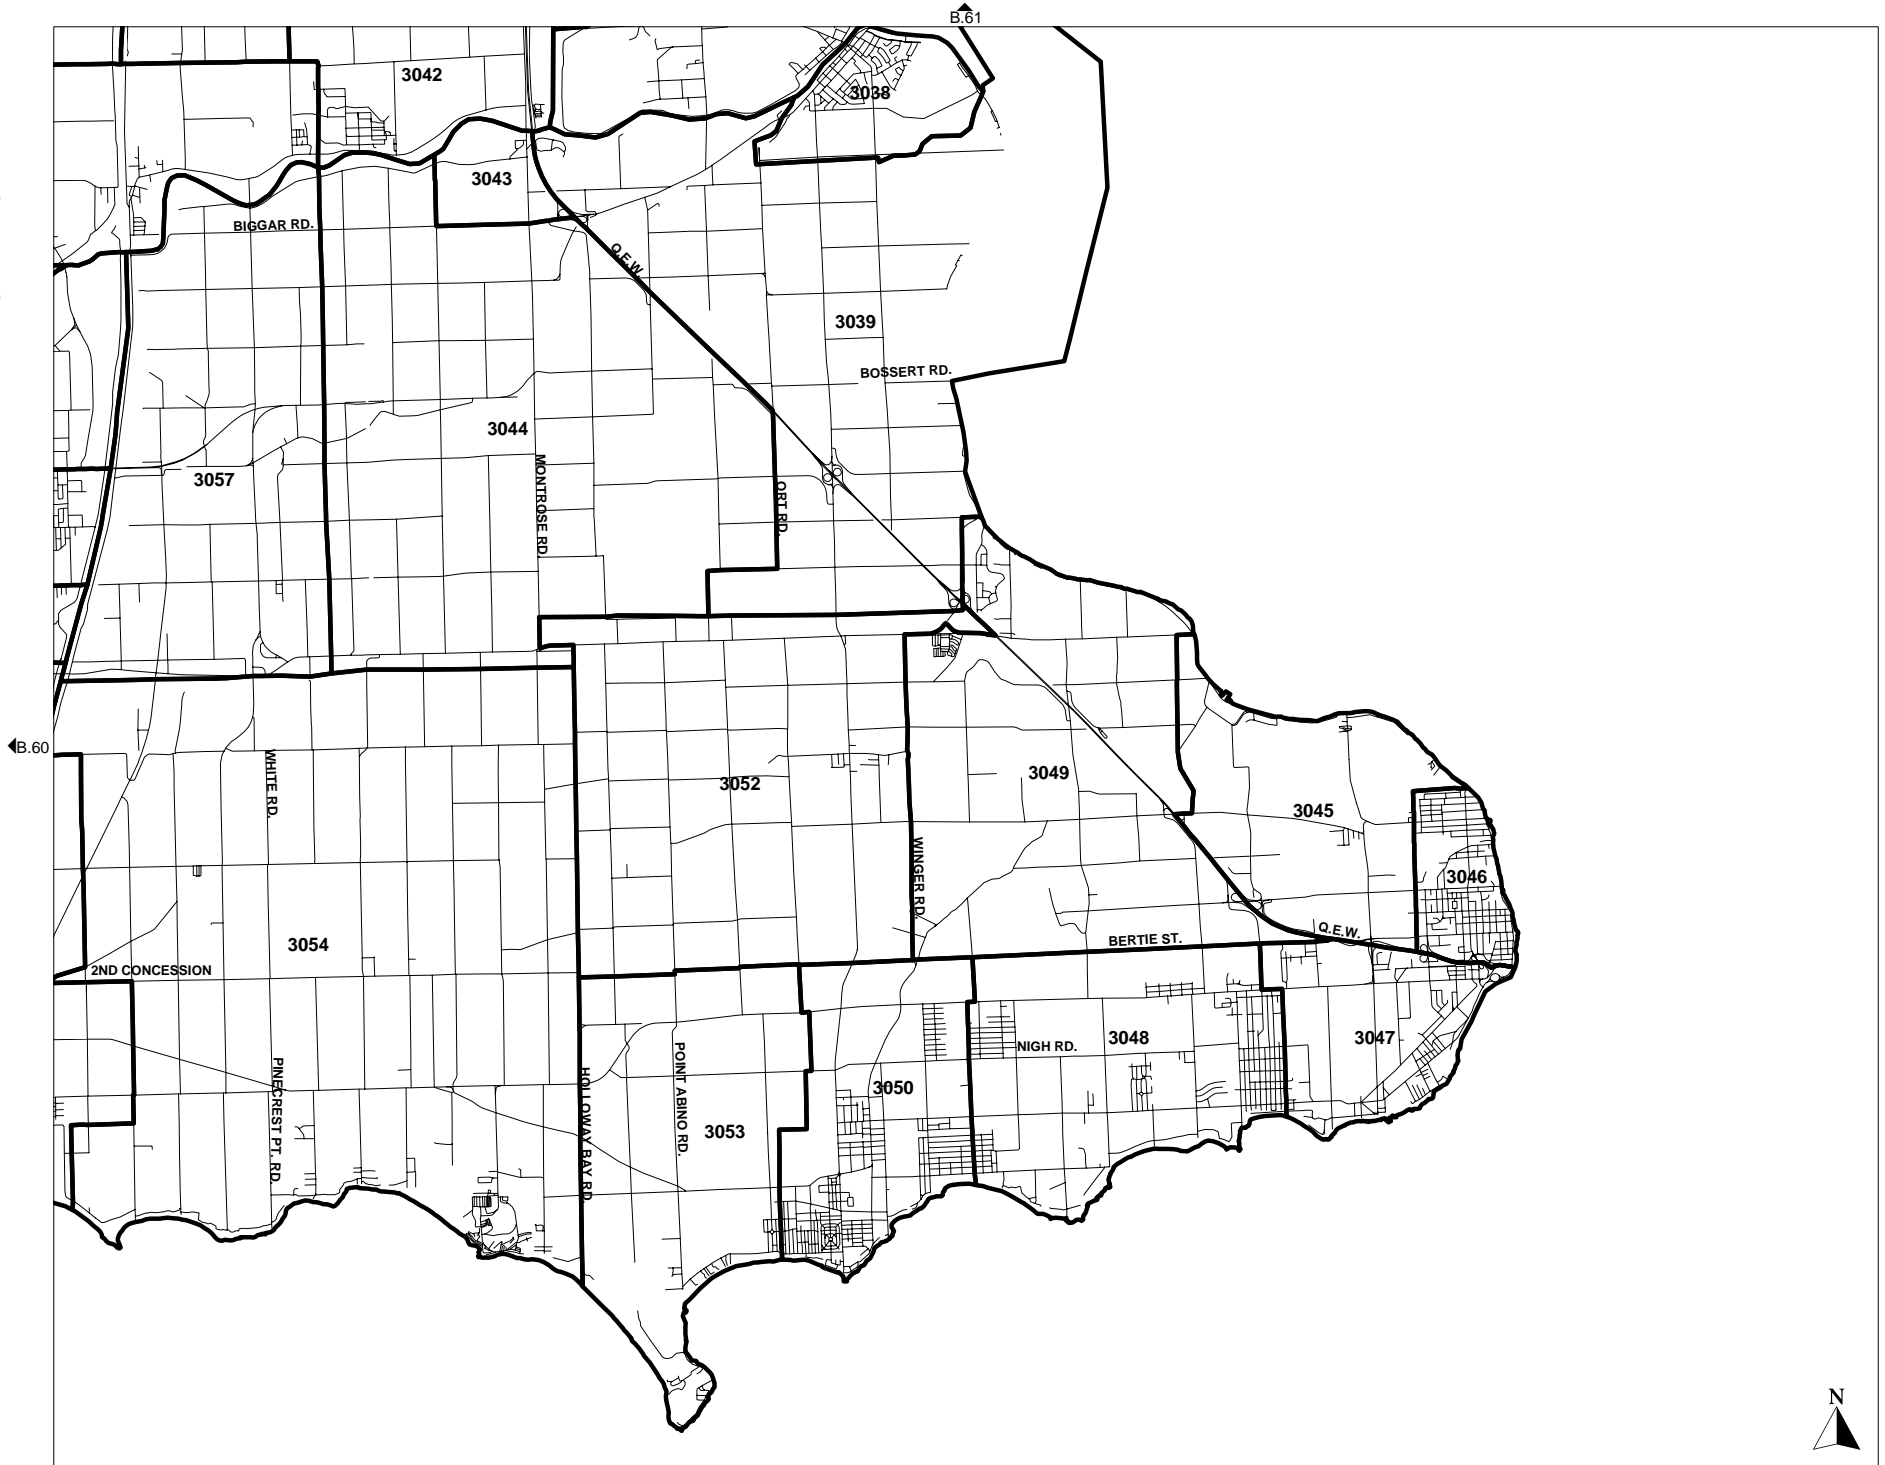 B.61
3042
3038
3043
BIGGAR RD.
Q.E.W.
3039
BOSSERT RD.
3044
MONTROSE RD.
3057
ORT RD.
B.60
WHITE RD.
3052
3049
3045
WINGER RD.
3046
3054
BERTIE ST.
Q.E.W.
2ND CONCESSION
3048
3047
NIGH RD.
PINECREST PT. RD.
HOLLOWAY BAY RD.
POINT ABINO RD.
3050
3053
N